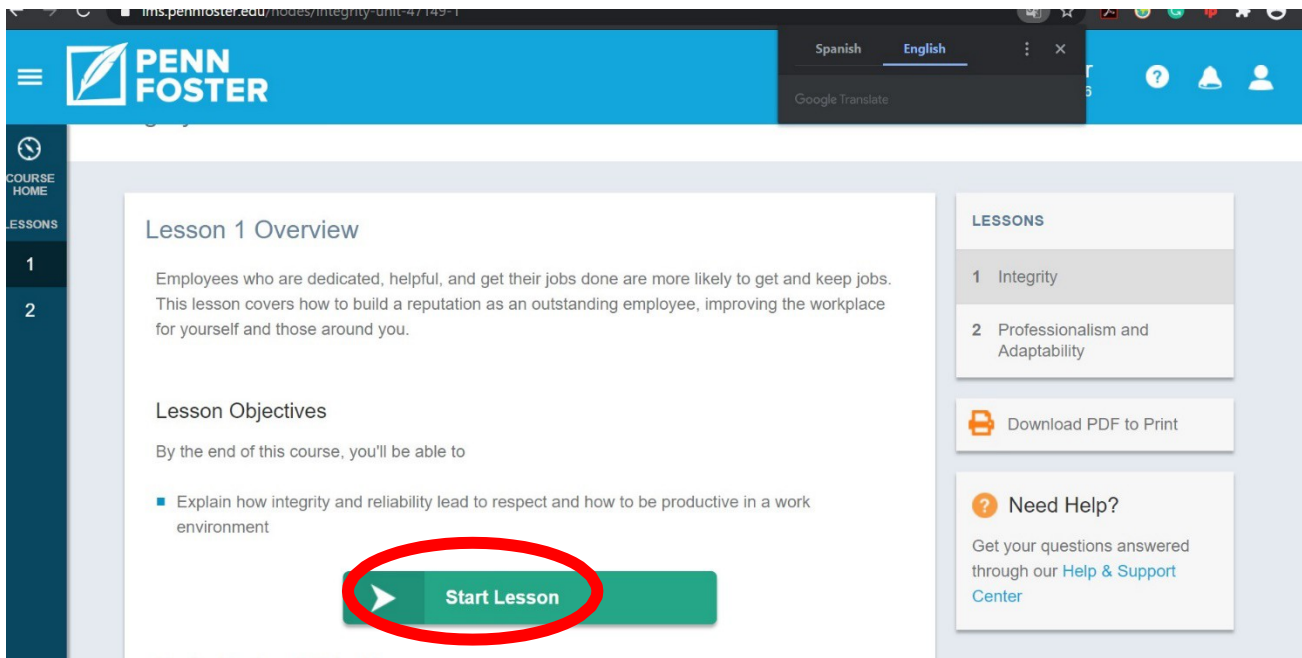 lms.pennfoster.edu/nodes/integrity-unit-47149-1
Spanish English
Google Translate
PENN
FOSTER
COURSE
HOME
LESSONS
1
2
Lesson 1 Overview
Employees who are dedicated, helpful, and get their jobs done are more likely to get and keep jobs.
This lesson covers how to build a reputation as an outstanding employee, improving the workplace
for yourself and those around you.
Lesson Objectives
By the end of this course, you'll be able to
Explain how integrity and reliability lead to respect and how to be productive in a work
environment
Start Lesson
LESSONS
1 Integrity
2 Professionalism and
Adaptability
Download PDF to Print
Need Help?
Get your questions answered
through our Help & Support
Center